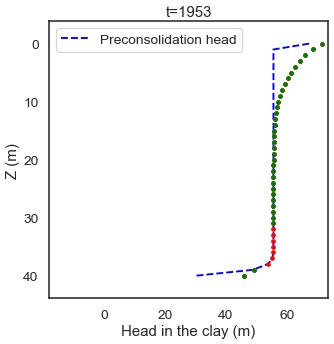 t=1953
Preconsolidation head
0
10
20
30
40
Z (m)
0 20 40 60
Head in the clay (m)